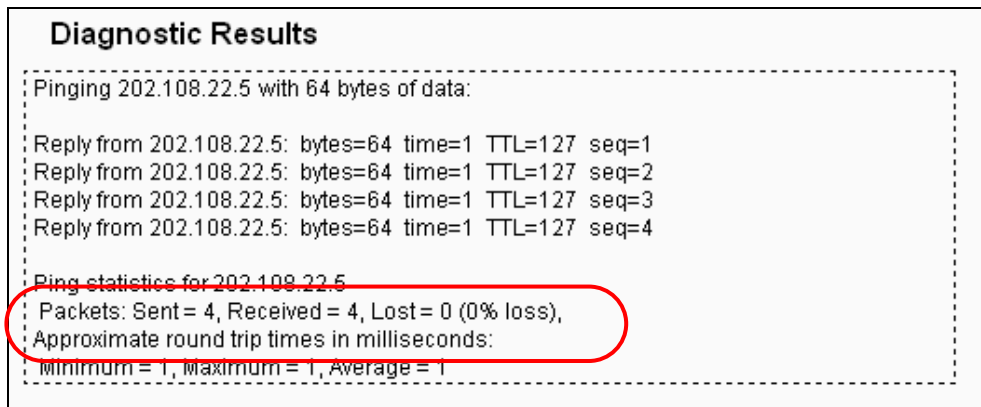 Diagnostic Results
Pinging 202.108.22.5 with 64 bytes of data:
Reply from 202.108.22.5: bytes=64 time=1 TTL=127 seq=1
Reply from 202.108.22.5: bytes=64 time=1 TTL=127 seq=2
Reply from 202.108.22.5: bytes=64 time=1 TTL=127 seq=3
Reply from 202.108.22.5: bytes=64 time=1 TTL=127 seq=4
Ping statistics for 202.108.22.5
Packets: Sent = 4, Received = 4, Lost = 0 (0% loss),
Approximate round trip times in milliseconds:
Minimum = 1, Maximum = 1, Average = 1